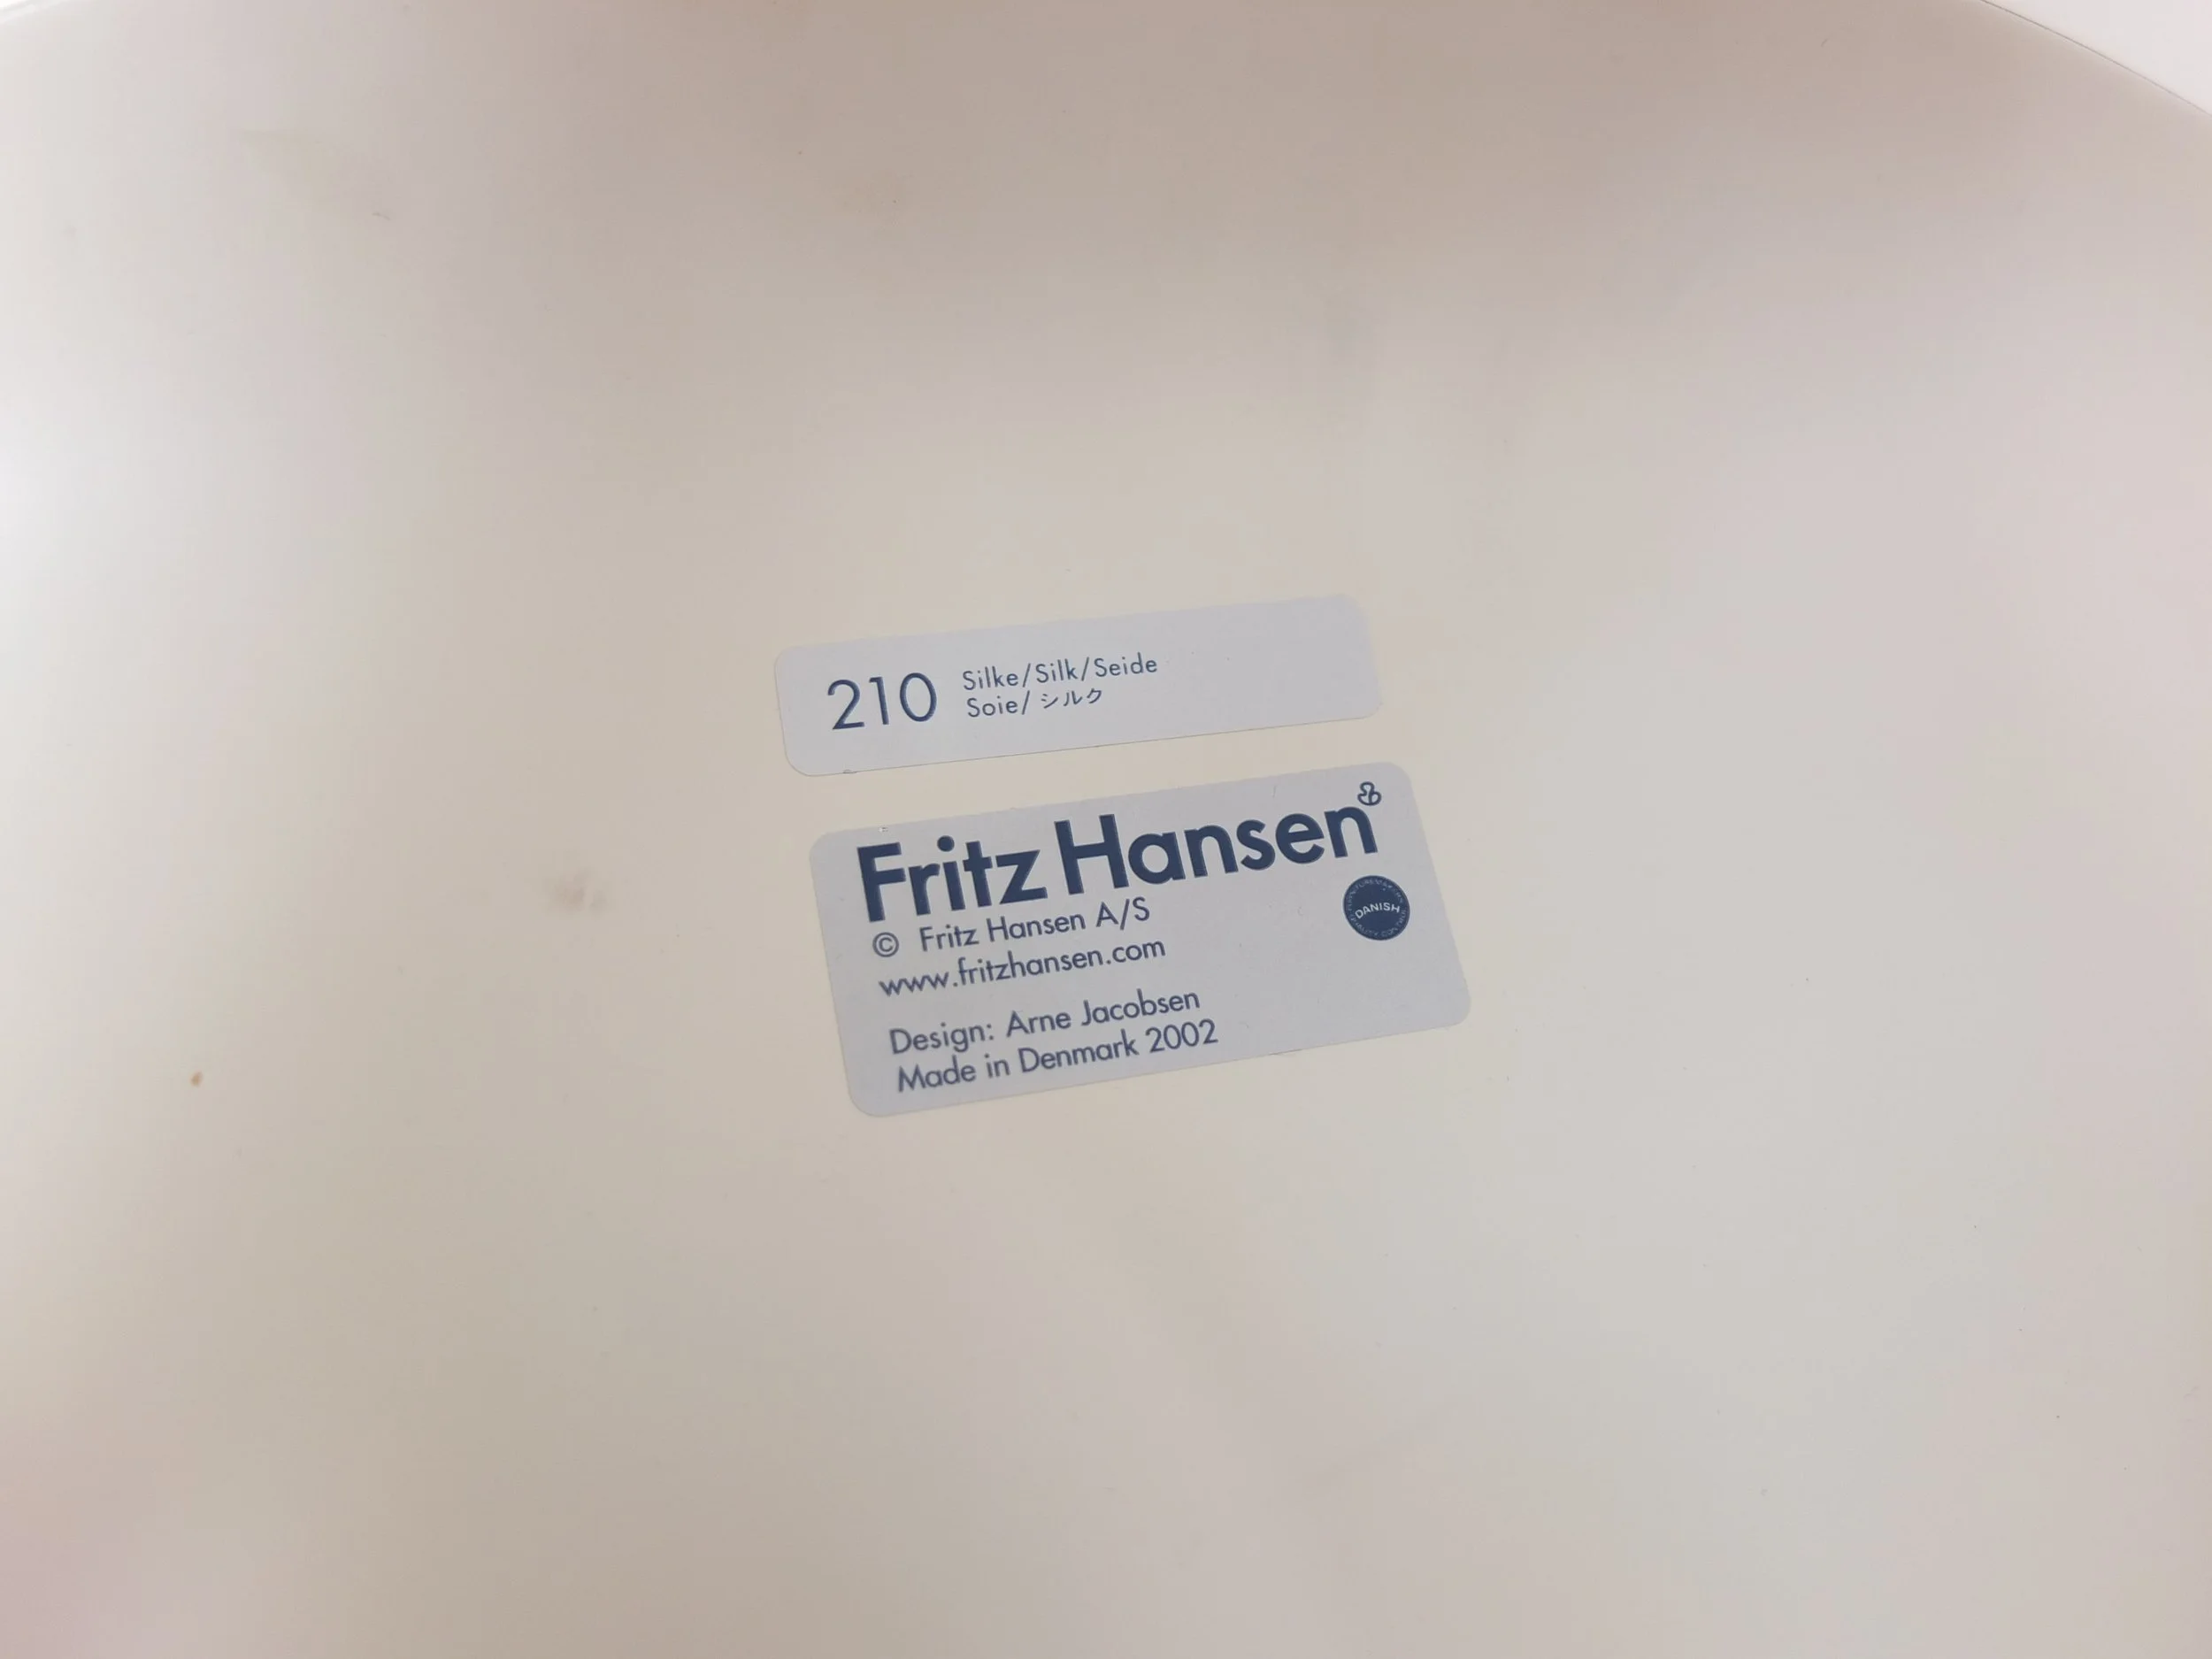 210
Silke/Silk/Seide
Soie/シルク
Fritz Hansen
© Fritz Hansen A/S
www.fritzhansen.com
DANISH
Design: Arne Jacobsen
Made in Denmark 2002